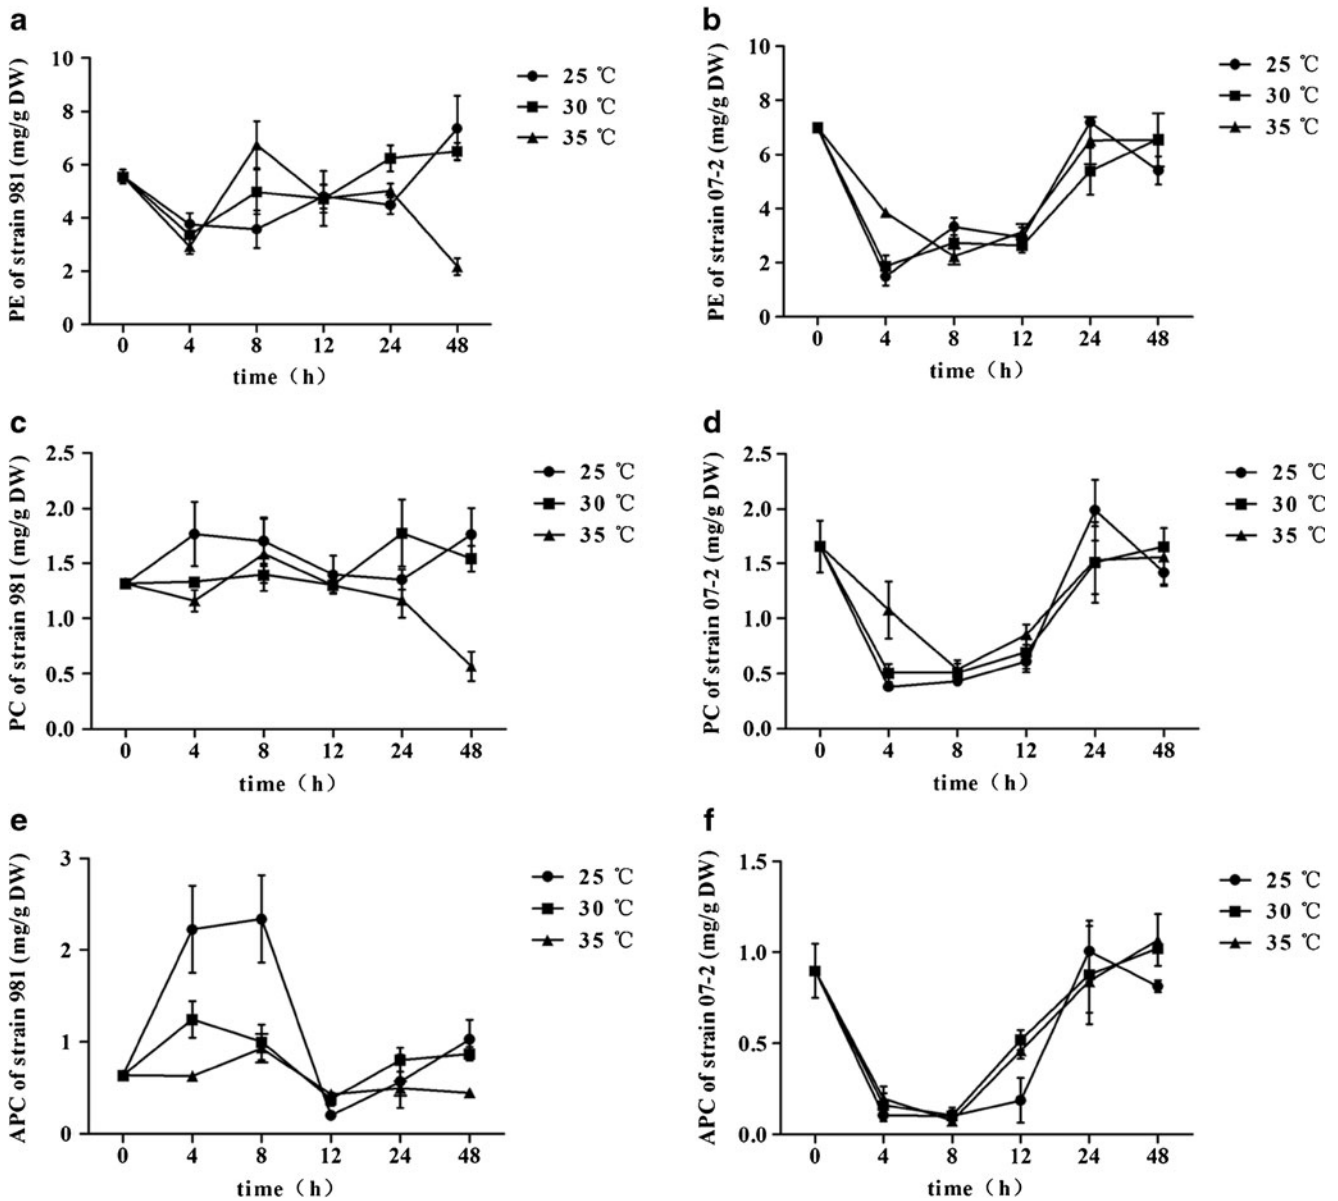 a
PE of strain 981 (mg/g DW)
10
8
6
4
2
0
0 4 8 12 24 48
time（h）
25 ℃
30 ℃
35 ℃
b
PE of strain 07-2 (mg/g DW)
10
8
6
4
2
0
0 4 8 12 24 48
time（h）
25 ℃
30 ℃
35 ℃
c
PC of strain 981 (mg/g DW)
2.5
2.0
1.5
1.0
0.5
0.0
0 4 8 12 24 48
time（h）
25 ℃
30 ℃
35 ℃
d
PC of strain 07-2 (mg/g DW)
2.5
2.0
1.5
1.0
0.5
0.0
0 4 8 12 24 48
time（h）
25 ℃
30 ℃
35 ℃
e
APC of strain 981 (mg/g DW)
3
2
1
0
0 4 8 12 24 48
time（h）
25 ℃
30 ℃
35 ℃
f
APC of strain 07-2 (mg/g DW)
1.5
1.0
0.5
0.0
0 4 8 12 24 48
time（h）
25 ℃
30 ℃
35 ℃